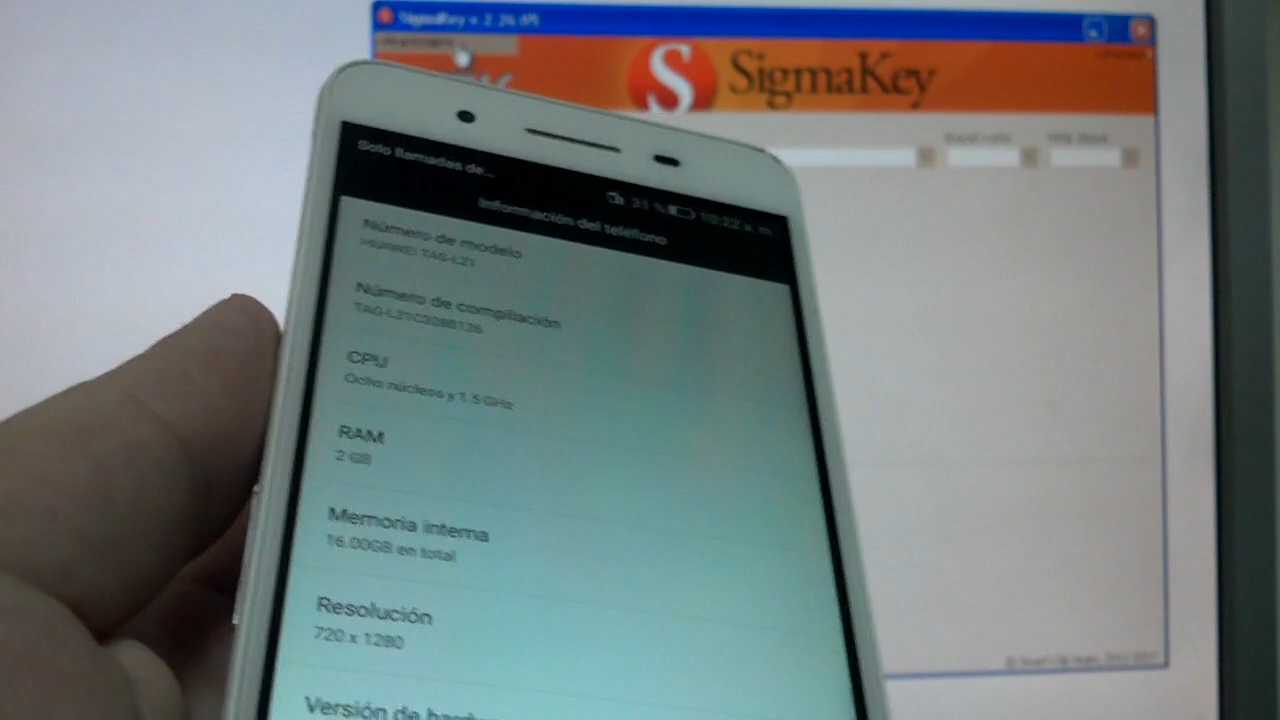 SigmaKey v.2.26.05
SigmaKey
Solo llamadas de...
31 % 10:22 a. m.
Información del teléfono
Número de modelo
HUAWEI TAG-L21
Número de compilación
TAG-L21C328B126
CPU
Ocho núcleos y 1.5 GHz
RAM
2 GB
Memoria interna
16.00GB en total
Resolución
720 x 1280
Versión de